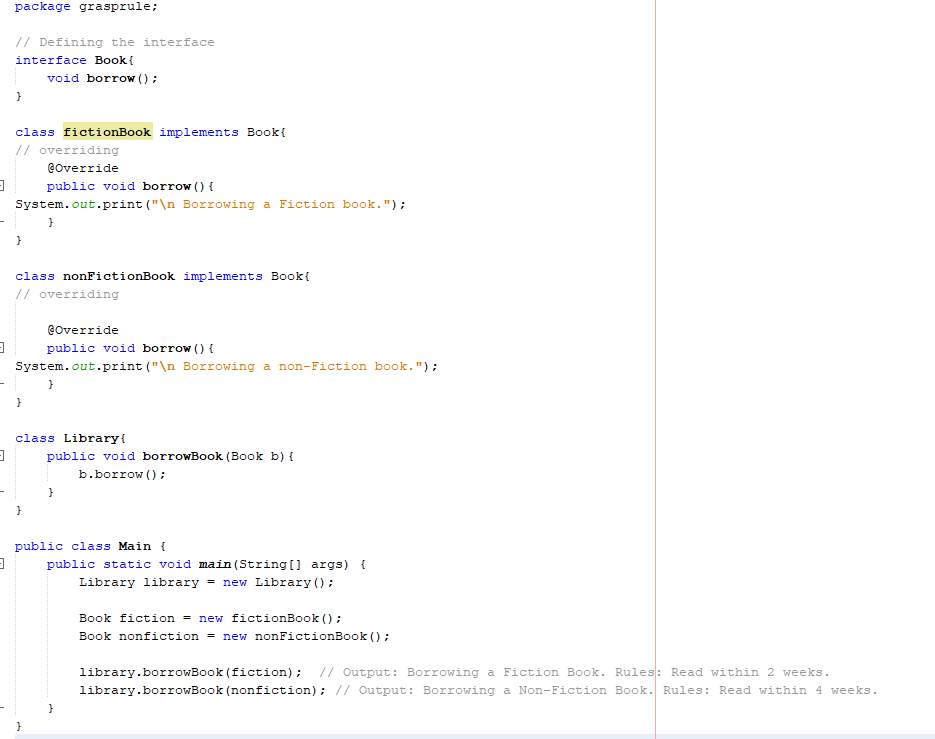 package grasprule;

// Defining the interface
interface Book{
    void borrow();
}

class fictionBook implements Book{
// overriding
    @Override
    public void borrow(){
System.out.print("\n Borrowing a Fiction book.");
    }
}

class nonFictionBook implements Book{
// overriding

    @Override
    public void borrow(){
System.out.print("\n Borrowing a non-Fiction book.");
    }
}

class Library{
    public void borrowBook(Book b){
        b.borrow();
    }
}

public class Main {
    public static void main(String[] args) {
        Library library = new Library();

        Book fiction = new fictionBook();
        Book nonfiction = new nonFictionBook();

        library.borrowBook(fiction);  // Output: Borrowing a Fiction Book. Rules: Read within 2 weeks.
        library.borrowBook(nonfiction); // Output: Borrowing a Non-Fiction Book. Rules: Read within 4 weeks.
    }
}